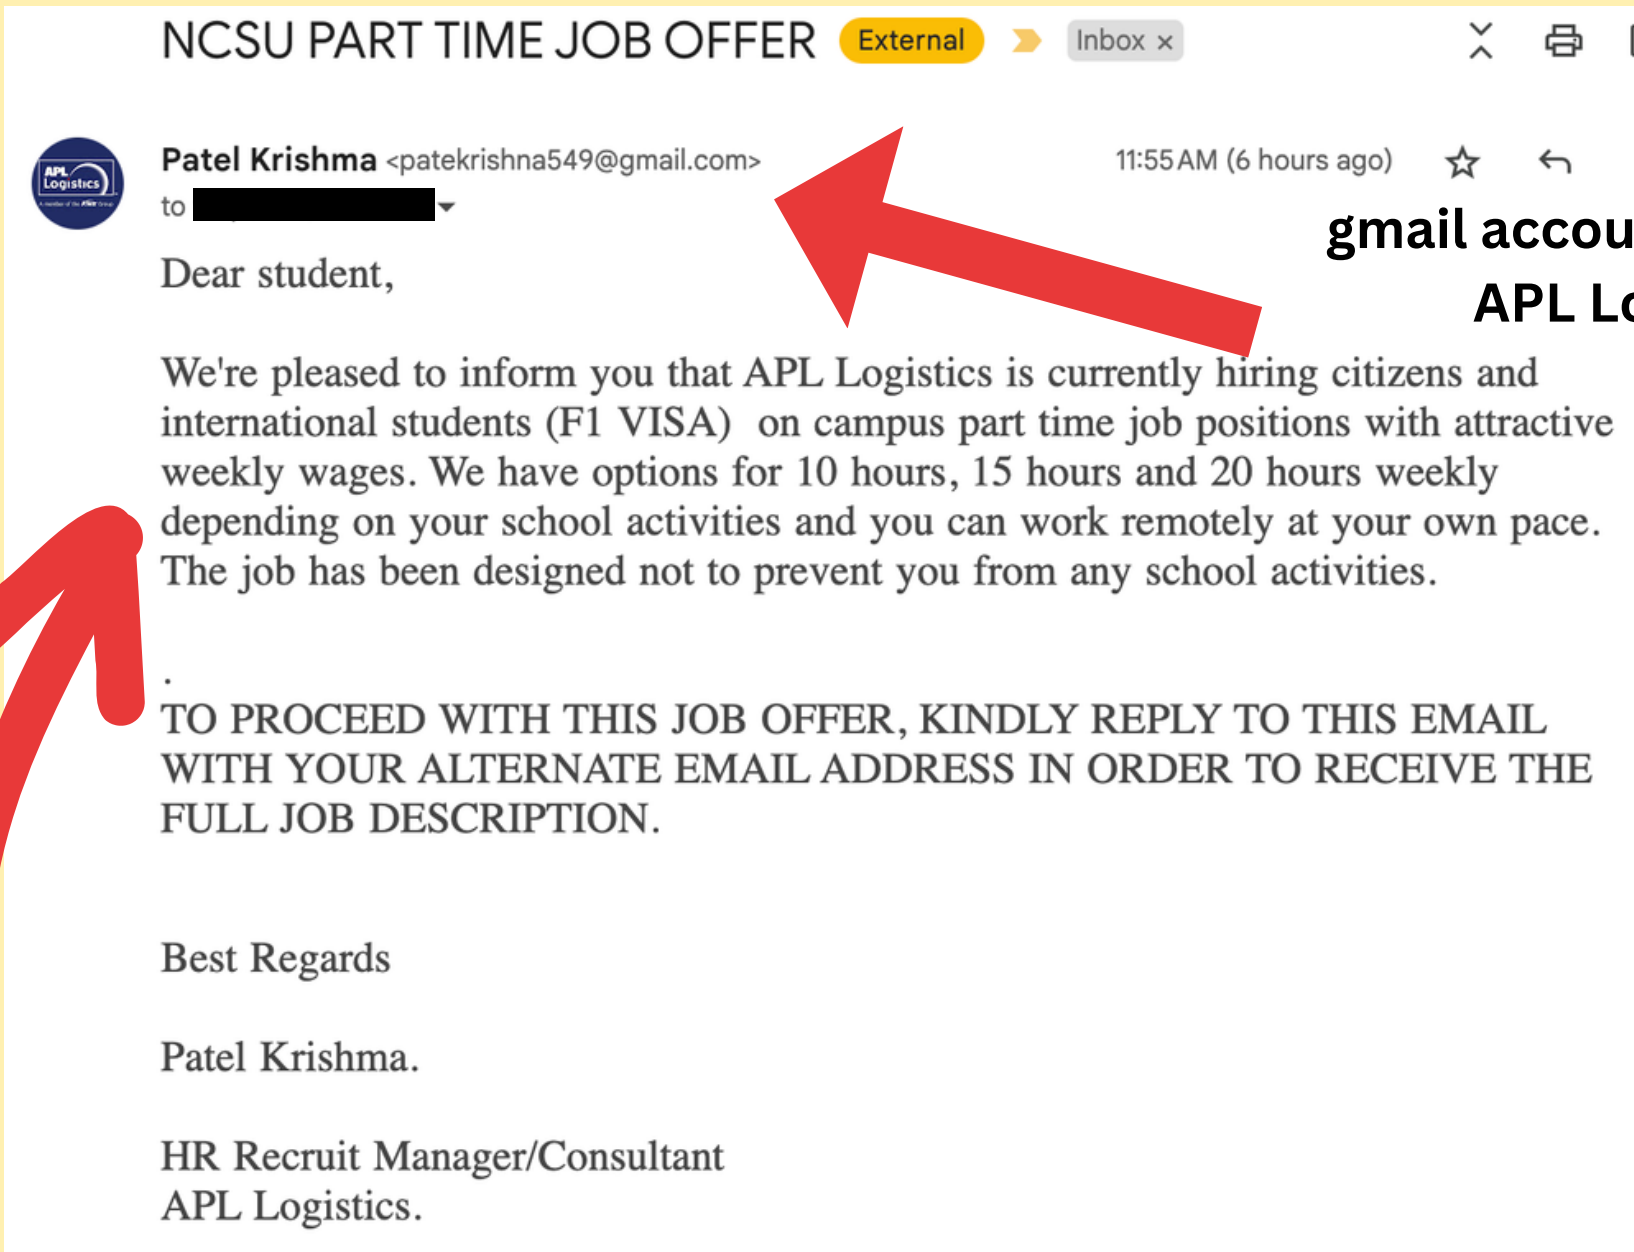 NCSU PART TIME JOB OFFER External Inbox ×
APL
Logistics
Patel Krishma <patekrishna549@gmail.com> 11:55 AM (6 hours ago)
to
gmail accou
APL Lo
Dear student,
We're pleased to inform you that APL Logistics is currently hiring citizens and
international students (F1 VISA)  on campus part time job positions with attractive
weekly wages. We have options for 10 hours, 15 hours and 20 hours weekly
depending on your school activities and you can work remotely at your own pace.
The job has been designed not to prevent you from any school activities.
.
TO PROCEED WITH THIS JOB OFFER, KINDLY REPLY TO THIS EMAIL
WITH YOUR ALTERNATE EMAIL ADDRESS IN ORDER TO RECEIVE THE
FULL JOB DESCRIPTION.
Best Regards
Patel Krishma.
HR Recruit Manager/Consultant
APL Logistics.